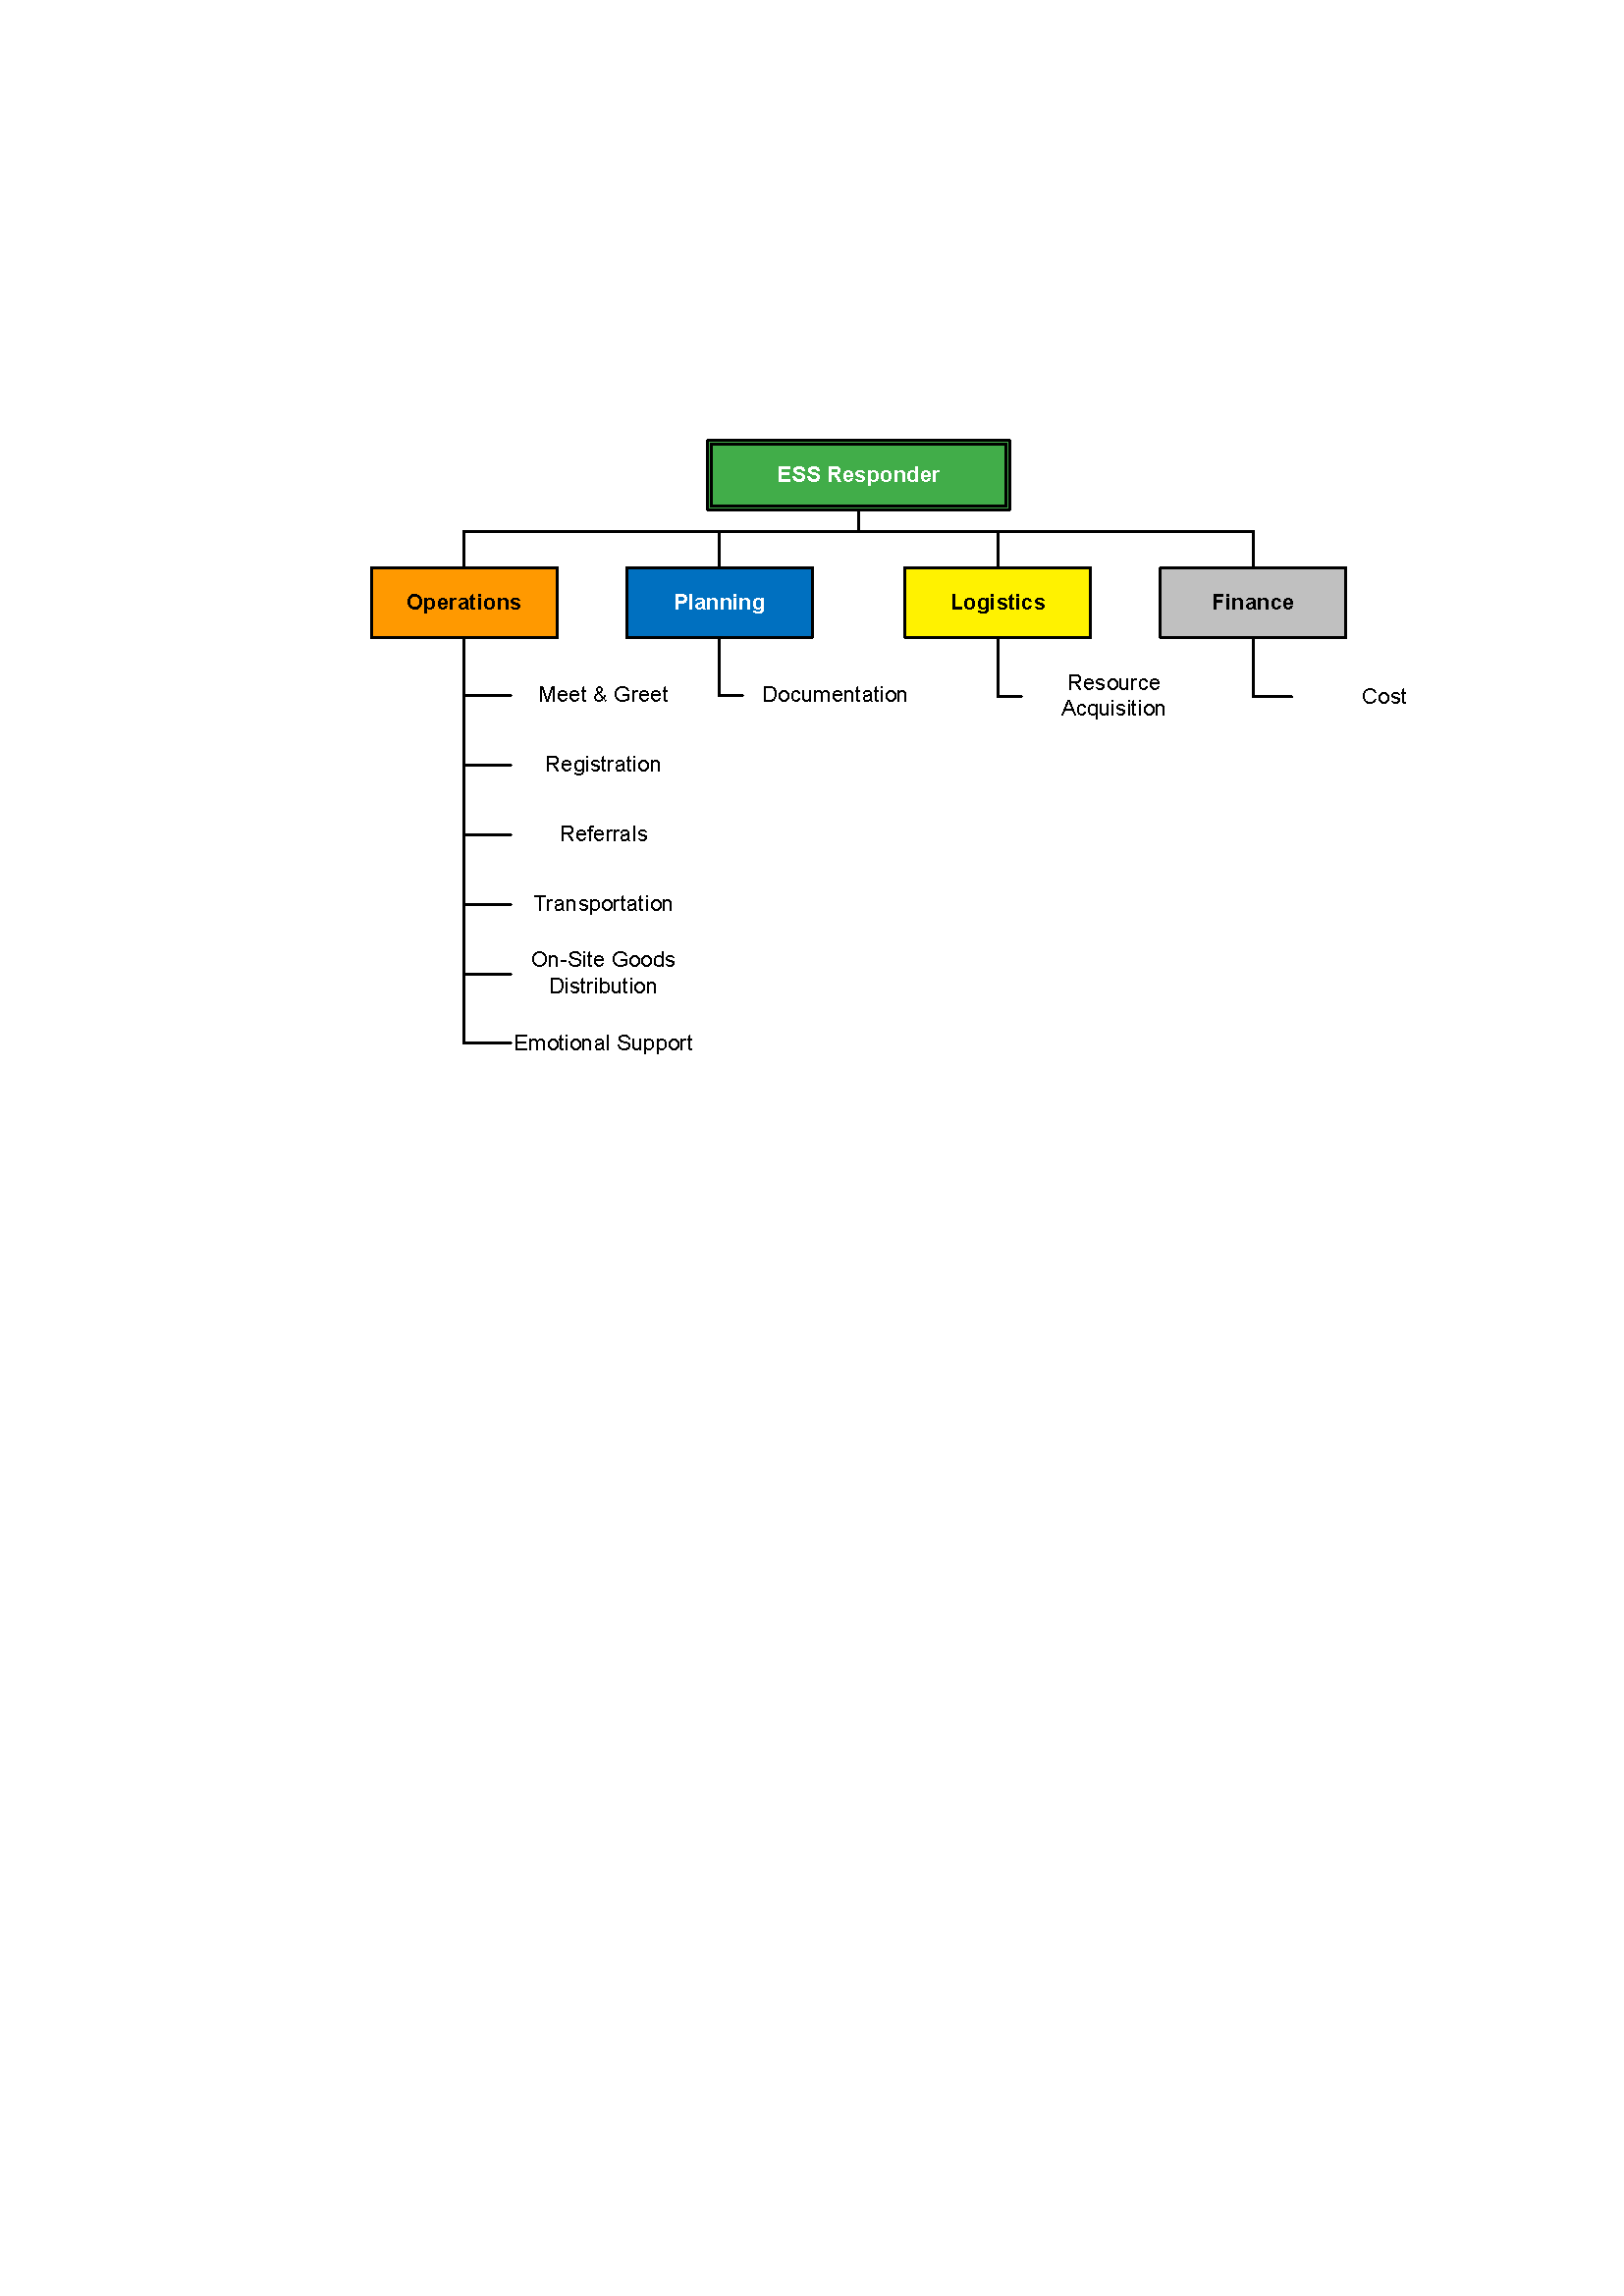 ESS Responder
Operations
Planning
Logistics
Finance
Meet & Greet
Documentation
Resource
Acquisition
Cost
Registration
Referrals
Transportation
On-Site Goods
Distribution
Emotional Support